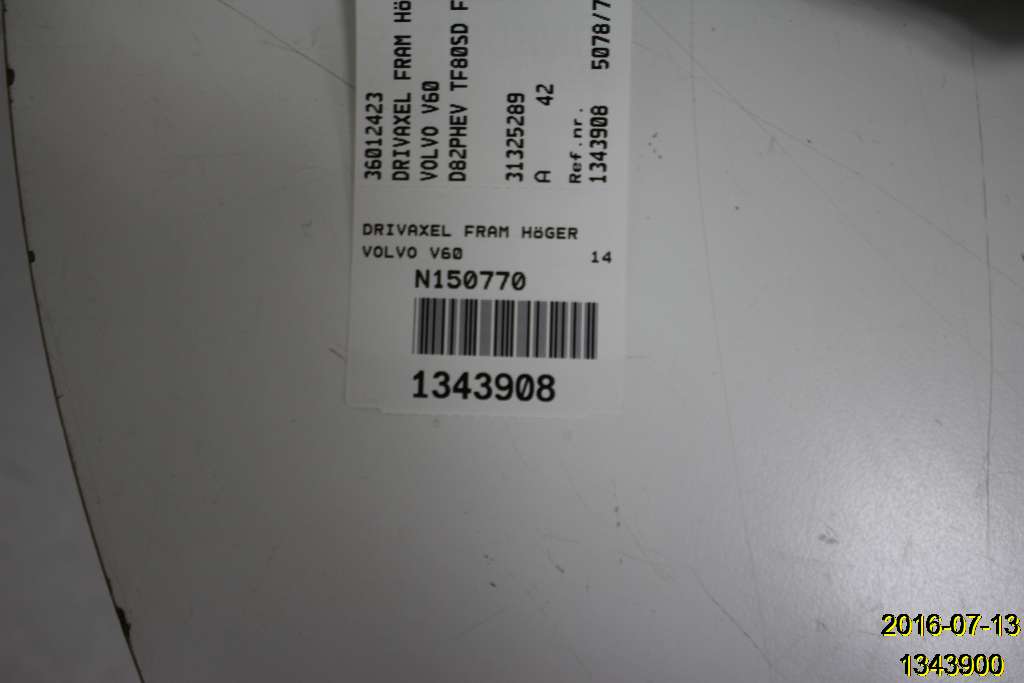 36012423
DRIVAXEL FRAM Hö
VOLVO V60
D82PHEV TF80SD F
31325289
A 42
Ref.nr.
1343908 5078/7
DRIVAXEL FRAM HöGER
VOLVO V60 14
N150770
1343908
2016-07-13
1343900